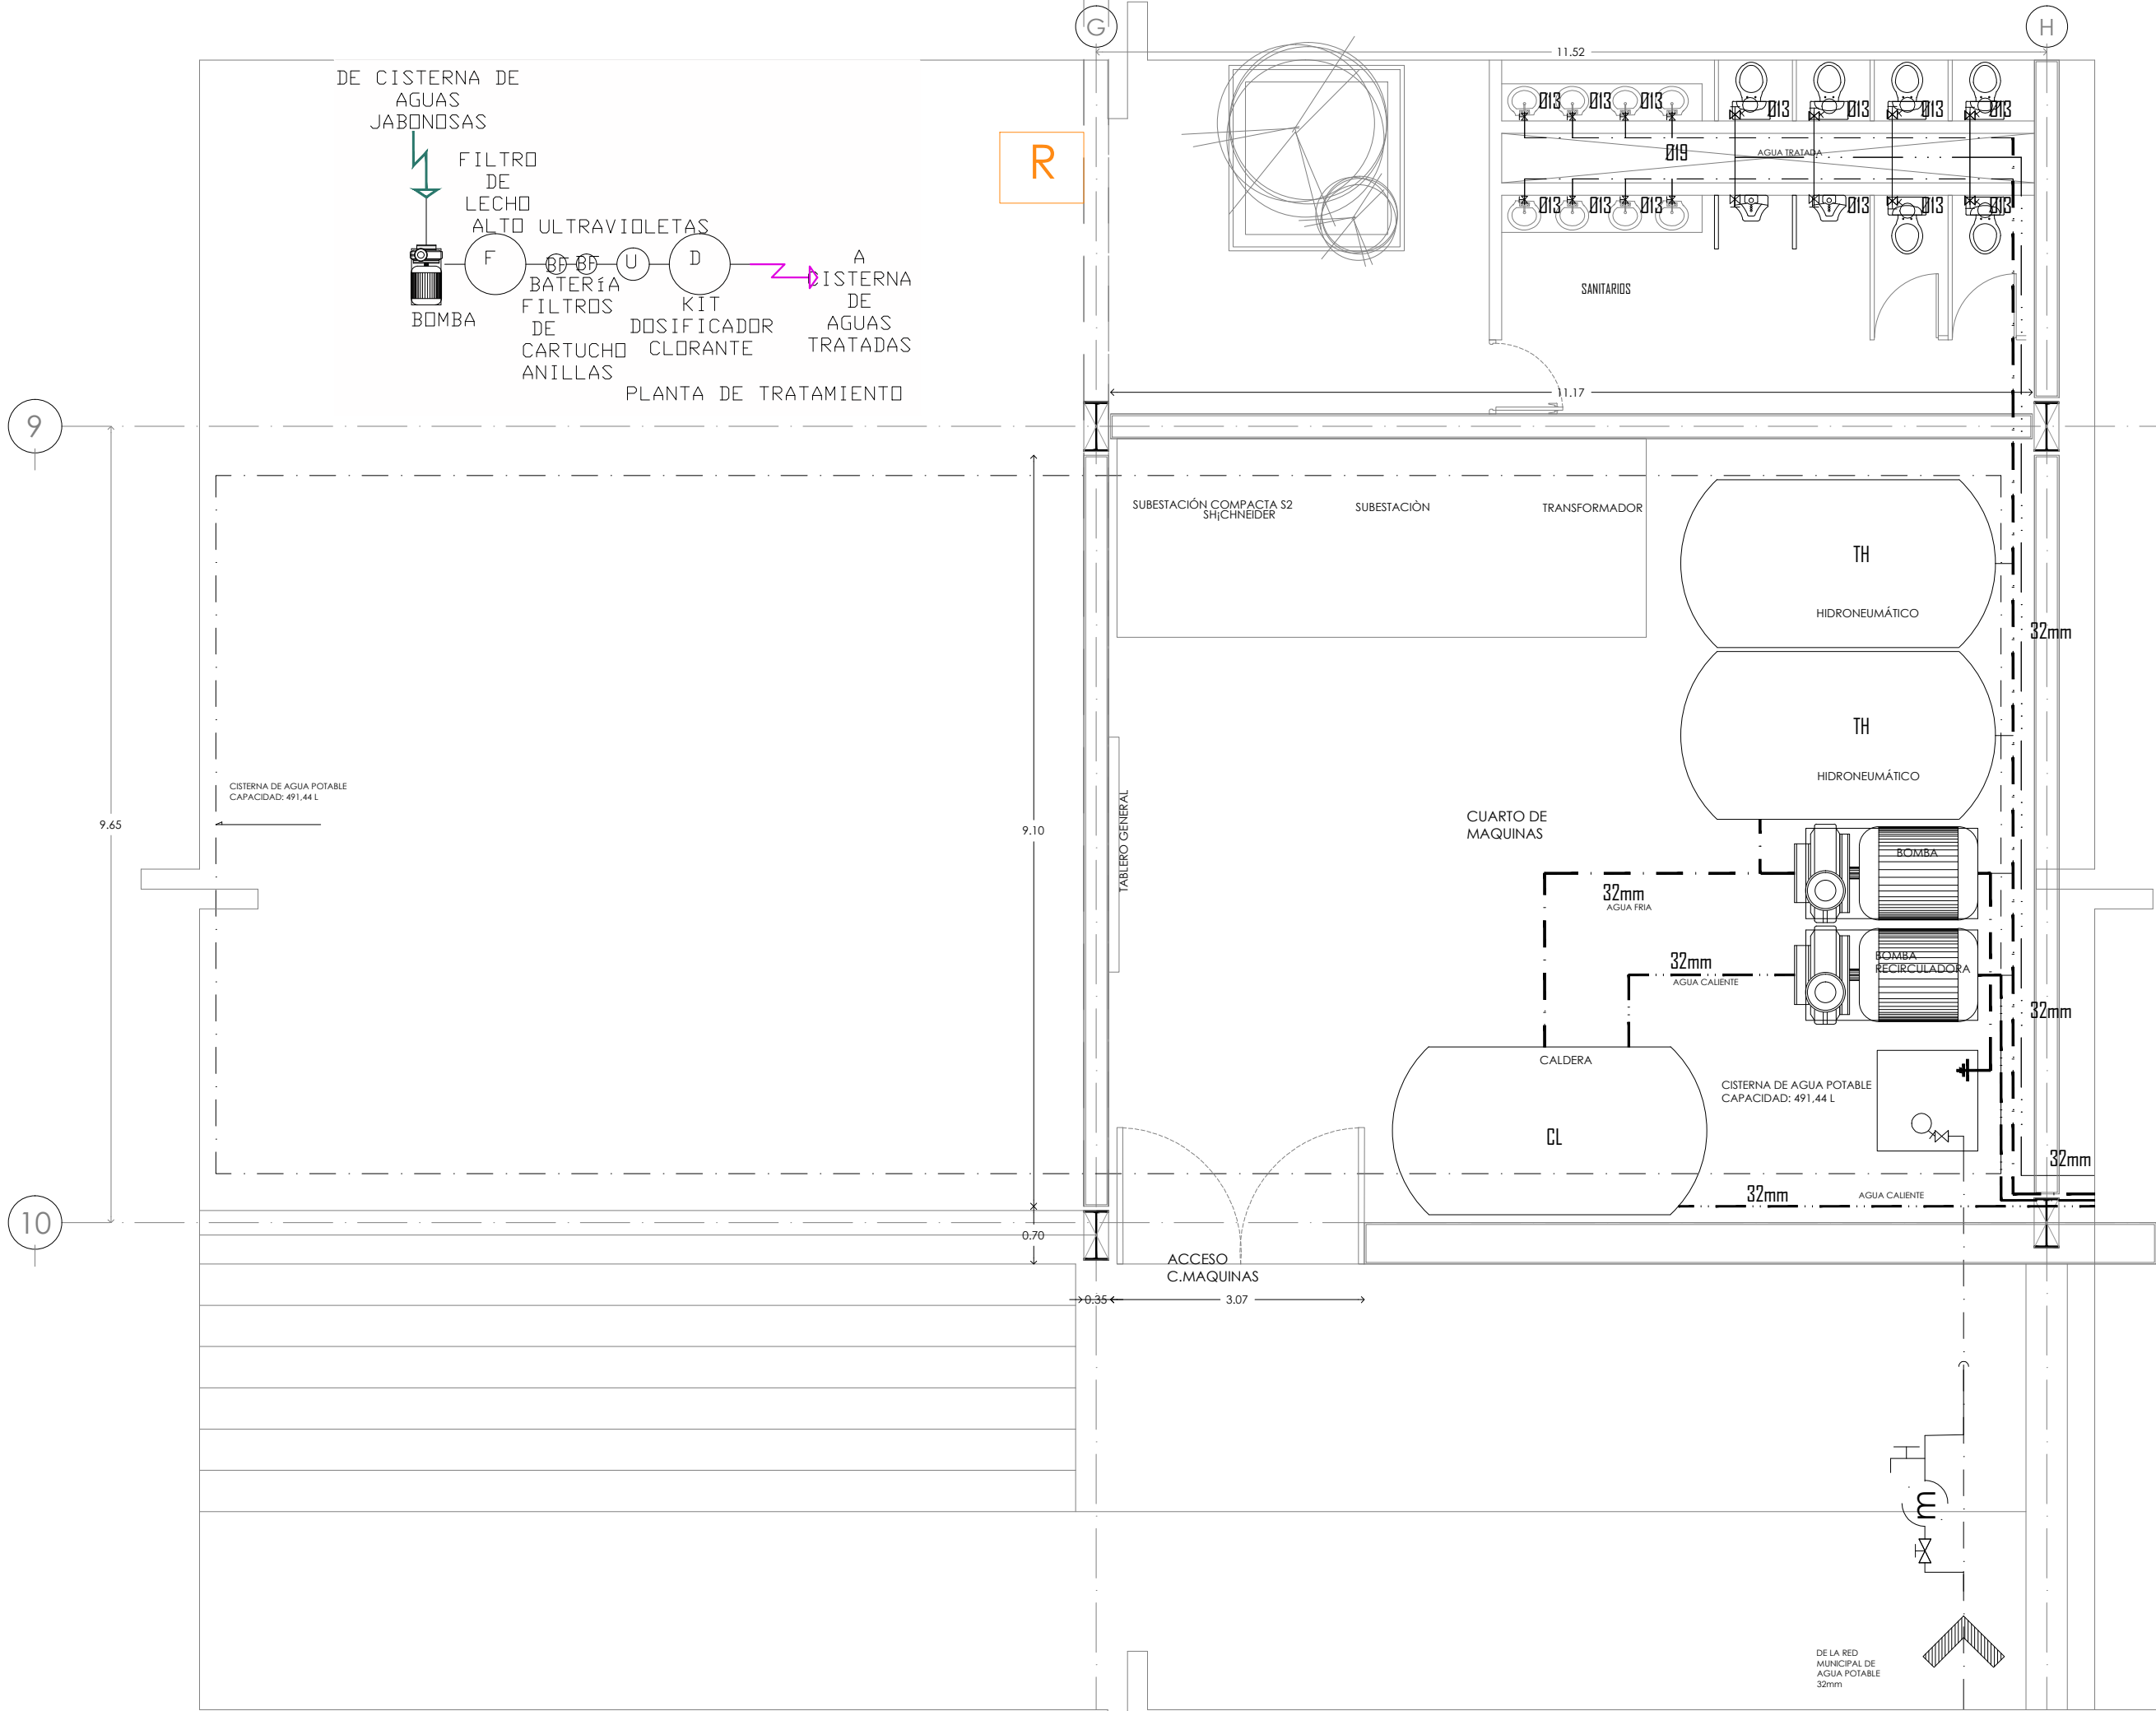 G
H
11.52
DE CISTERNA DE
AGUAS
JABONOSAS
FILTRO
DE
LECHO
ALTO
ULTRAVIOLETAS
F
BF
BF
U
D
BOMBA
BATERíA
FILTROS
DE
CARTUCHO
ANILLAS
KIT
DOSIFICADOR
CLORANTE
A
CISTERNA
DE
AGUAS
TRATADAS
PLANTA DE TRATAMIENTO
R
Ø13
Ø13
Ø13
Ø13
Ø13
Ø13
Ø13
Ø19
AGUA TRATADA
Ø13
Ø13
Ø13
Ø13
Ø13
Ø13
Ø13
SANITARIOS
11.17
9
SUBESTACIÓN COMPACTA S2
SH¡CHNEIDER
SUBESTACIÒN
TRANSFORMADOR
TH
HIDRONEUMÁTICO
32mm
TH
HIDRONEUMÁTICO
CISTERNA DE AGUA POTABLE
CAPACIDAD: 491,44 L
9.65
9.10
TABLERO GENERAL
CUARTO DE
MAQUINAS
BOMBA
32mm
AGUA FRIA
32mm
AGUA CALIENTE
BOMBA
RECIRCULADORA
32mm
CALDERA
CISTERNA DE AGUA POTABLE
CAPACIDAD: 491,44 L
CL
32mm
32mm
AGUA CALIENTE
10
0.70
ACCESO
C.MAQUINAS
0.35
3.07
m
DE LA RED
MUNICIPAL DE
AGUA POTABLE
32mm